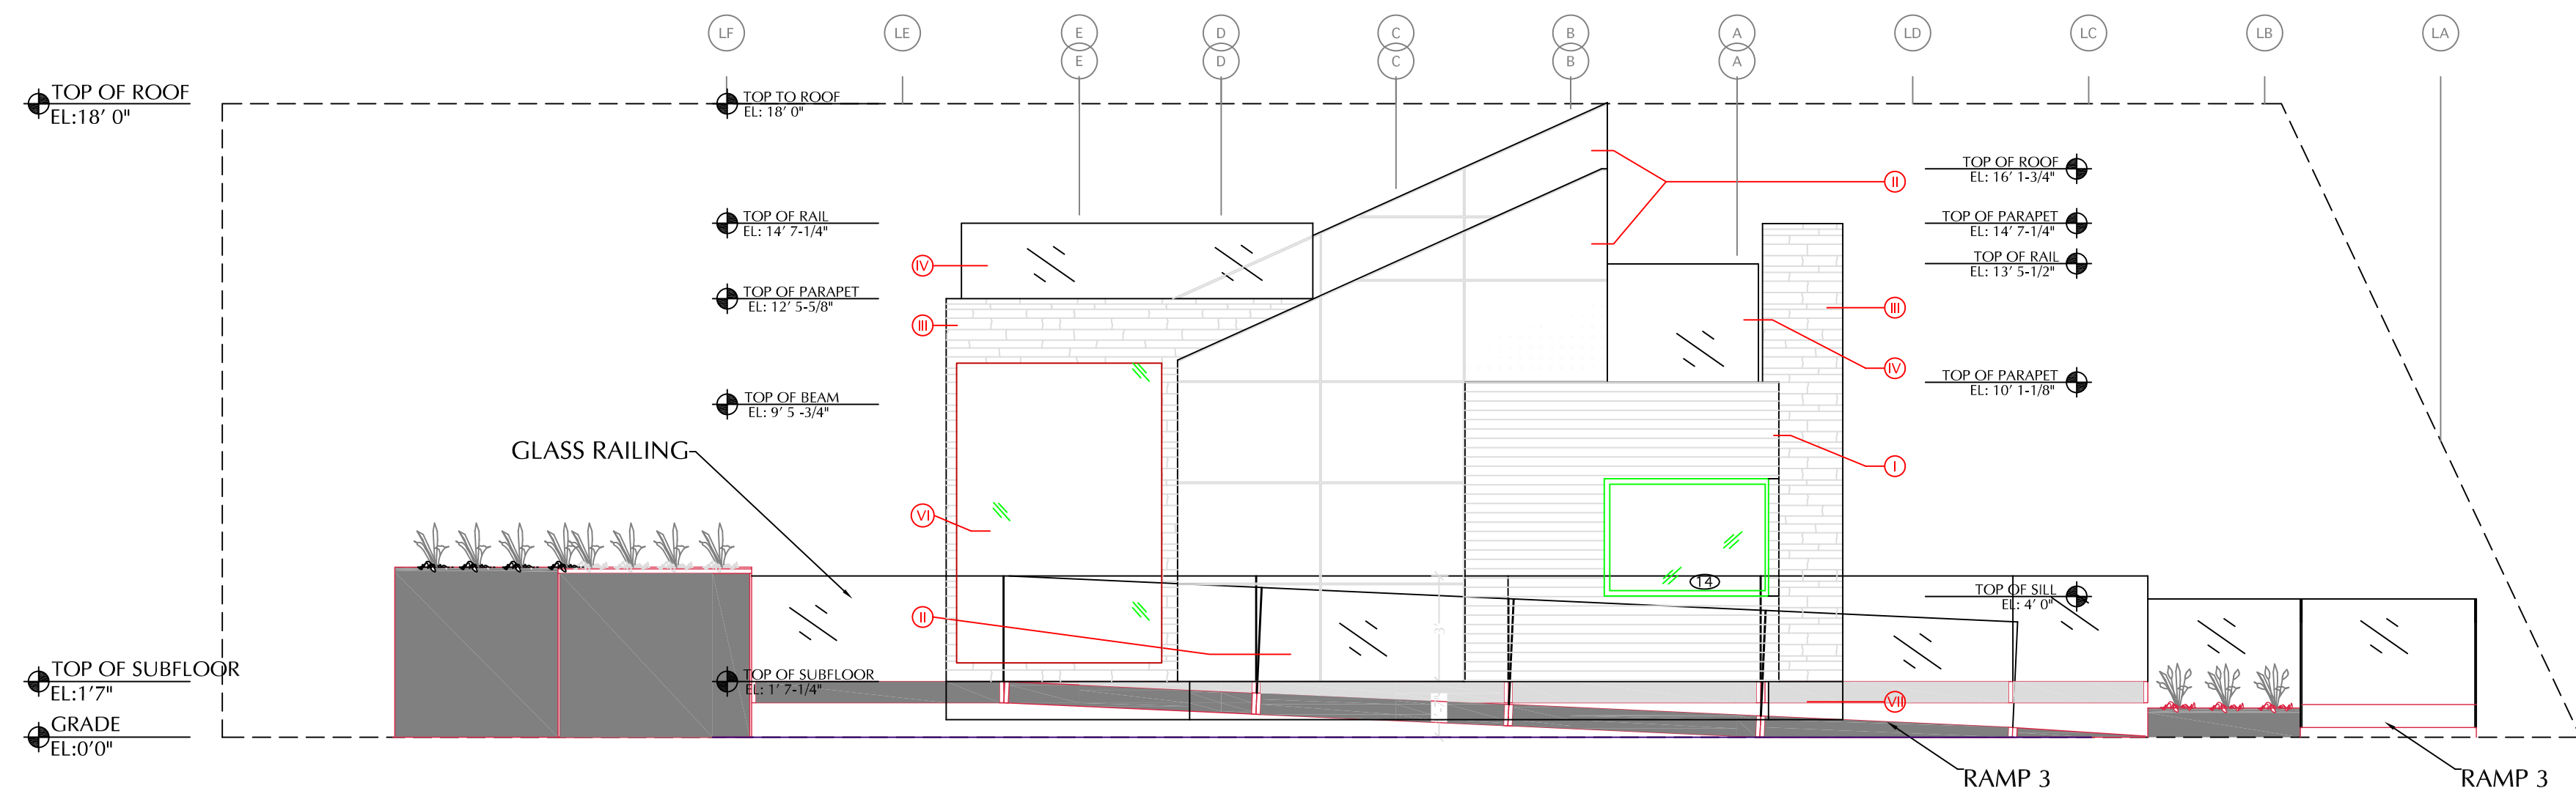 LF
LE
E
D
C
B
A
LD
LC
LB
LA
E
D
C
B
A
TOP OF ROOF
EL:18' 0"
TOP TO ROOF
EL: 18' 0"
TOP OF ROOF
EL: 16' 1-3/4"
II
TOP OF RAIL
EL: 14' 7-1/4"
TOP OF PARAPET
EL: 14' 7-1/4"
TOP OF RAIL
EL: 13' 5-1/2"
IV
TOP OF PARAPET
EL: 12' 5-5/8"
III
III
IV
TOP OF PARAPET
EL: 10' 1-1/8"
TOP OF BEAM
EL: 9' 5 -3/4"
GLASS RAILING
I
VI
14
TOP OF SILL
EL: 4' 0"
II
3'
TOP OF SUBFLOOR
EL:1'7"
TOP OF SUBFLOOR
EL: 1' 7-1/4"
VII
GRADE
EL:0'0"
RAMP 3
RAMP 3